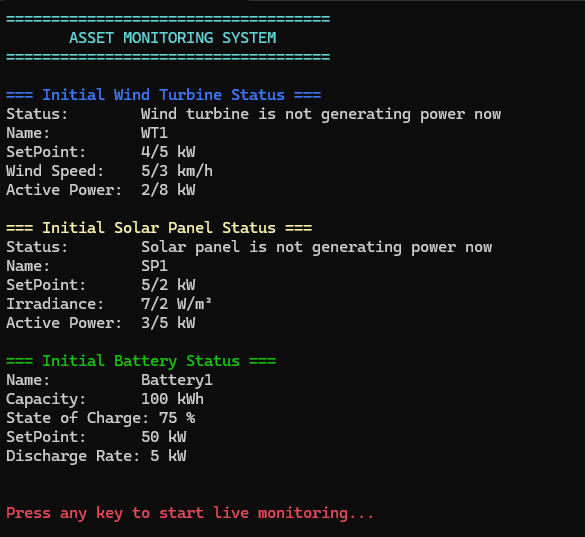 ====================================
ASSET MONITORING SYSTEM
====================================
=== Initial Wind Turbine Status ===
Status: Wind turbine is not generating power now
Name: WT1
SetPoint: 4/5 kW
Wind Speed: 5/3 km/h
Active Power: 2/8 kW
=== Initial Solar Panel Status ===
Status: Solar panel is not generating power now
Name: SP1
SetPoint: 5/2 kW
Irradiance: 7/2 W/m²
Active Power: 3/5 kW
=== Initial Battery Status ===
Name: Battery1
Capacity: 100 kWh
State of Charge: 75 %
SetPoint: 50 kW
Discharge Rate: 5 kW
Press any key to start live monitoring...